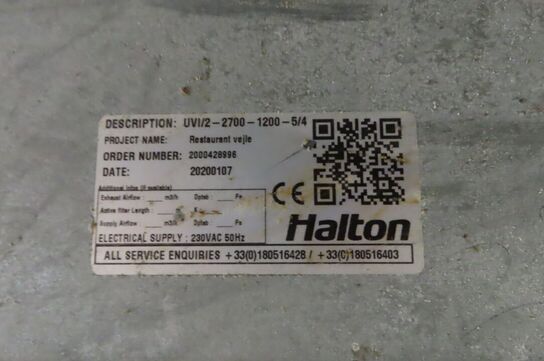 DESCRIPTION: UVI/2-2700-1200-5/4
PROJECT NAME: Restaurant vejle
ORDER NUMBER: 2000428996
DATE: 20200107
Additional Infos (if available)
Exhaust Airflow m3/h Dptab Pa
Active filter Length
Supply Airflow m3/h Dptab Pa
ELECTRICAL SUPPLY : 230VAC 50Hz
CE
Halton
ALL SERVICE ENQUIRIES +33(0)180516428 / +33(0)180516403